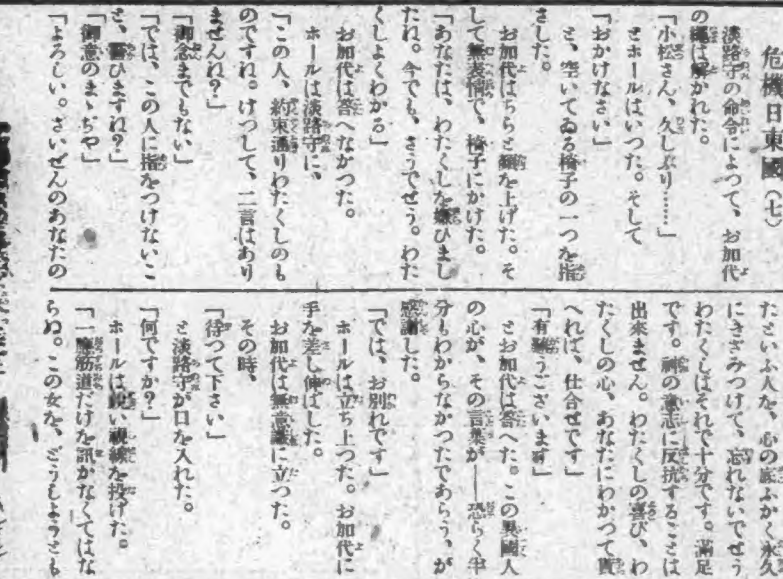 危機日東國（七）
淡路守の命令によつて、お加代
の繩は解かれた。
「小松さん、久しぶり……」
とホールはいつた。そして
「おかけなさい」
と、空いてゐる椅子の一つを指
さした。
お加代はちらと顏を上げた。そ
して無表情で、椅子にかけた。
「あなたは、わたくしを嫌ひまし
たね。今でも、さうでせう。わた
くしよくわかる」
お加代は答へなかつた。
ホールは淡路守に、
「この人、約束通りわたくしのも
のですね。けつして、二言はあり
ませんね？」
「御念までもない」
「では、この人に指をつけないこ
と、誓ひますね？」
「御意のまゝぢや」
「よろしい。さいぜんのあなたの
たといふ人を、心の底ふかく永久
にきざみつけて、忘れないでせう
わたくしはそれで十分です。滿足
です。神の意志に反抗することは
出來ません。わたくしの喜び、わ
たくしの心、あなたにわかつて貰
へれば、仕合せです」
「有難うございます」
とお加代は答へた。この異國人
の心が、その言葉が――恐らく半
分もわからなかつたであらう、が
感謝した。
「では、お別れです」
ホールは立ち上つた。お加代に
手を差し伸ばした。
お加代は無意識に立つた。
その時、
「待つて下さい」
と淡路守が口を入れた。
「何ですか？」
ホールは鋭い視線を投げた。
「一應筋道だけを訊かなくてはな
らぬ。この女を、どうしようとも